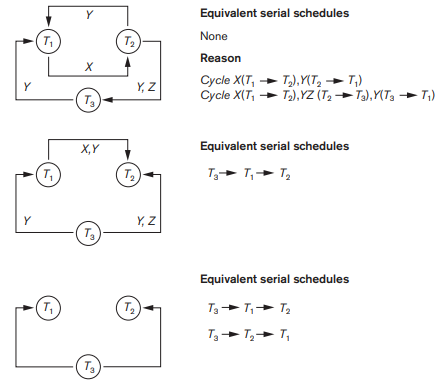 Y
Equivalent serial schedules
T1 T2
None
X
Reason
Y Y, Z
Cycle X(T1 → T2),Y(T2 → T1)
T3
Cycle X(T1 → T2),YZ (T2 → T3),Y(T3 → T1)
X,Y
Equivalent serial schedules
T1 T2
T3 → T1 → T2
Y Y, Z
T3
Equivalent serial schedules
T1 T2
T3 → T1 → T2
T3 → T2 → T1
T3